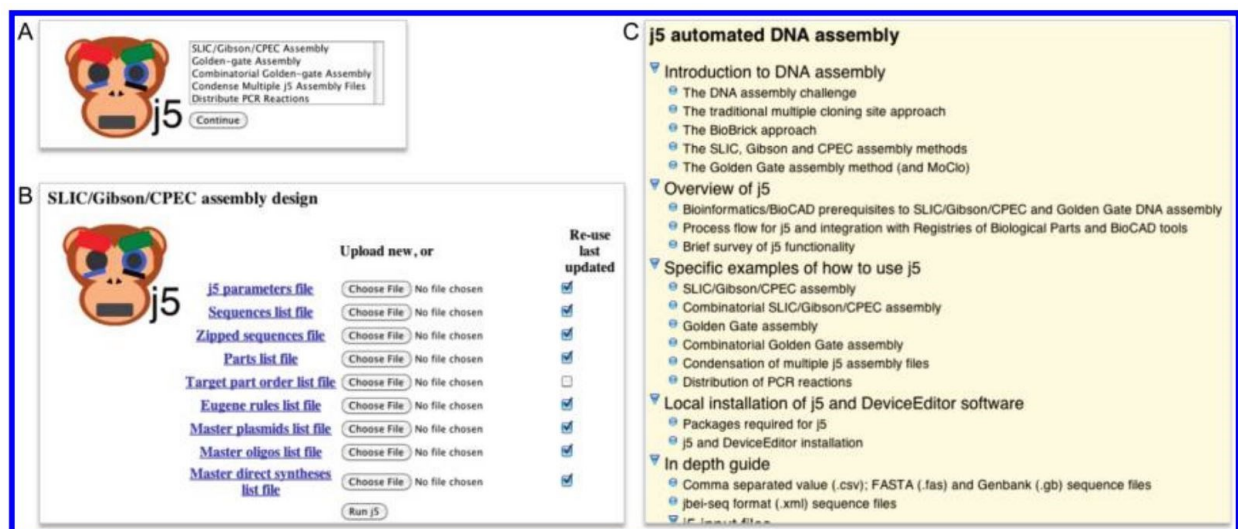 A
j5
SLIC/Gibson/CPEC Assembly
Golden-gate Assembly
Combinatorial Golden-gate Assembly
Condense Multiple j5 Assembly Files
Distribute PCR Reactions
Continue
B
SLIC/Gibson/CPEC assembly design
j5
Upload new, or
Re-use
last
updated
j5 parameters file Choose File No file chosen
Sequences list file Choose File No file chosen
Zipped sequences file Choose File No file chosen
Parts list file Choose File No file chosen
Target part order list file Choose File No file chosen
Eugene rules list file Choose File No file chosen
Master plasmids list file Choose File No file chosen
Master oligos list file Choose File No file chosen
Master direct syntheses
list file Choose File No file chosen
Run j5
C
j5 automated DNA assembly
Introduction to DNA assembly
The DNA assembly challenge
The traditional multiple cloning site approach
The BioBrick approach
The SLIC, Gibson and CPEC assembly methods
The Golden Gate assembly method (and MoClo)
Overview of j5
Bioinformatics/BioCAD prerequisites to SLIC/Gibson/CPEC and Golden Gate DNA assembly
Process flow for j5 and integration with Registries of Biological Parts and BioCAD tools
Brief survey of j5 functionality
Specific examples of how to use j5
SLIC/Gibson/CPEC assembly
Combinatorial SLIC/Gibson/CPEC assembly
Golden Gate assembly
Combinatorial Golden Gate assembly
Condensation of multiple j5 assembly files
Distribution of PCR reactions
Local installation of j5 and DeviceEditor software
Packages required for j5
j5 and DeviceEditor installation
In depth guide
Comma separated value (.csv); FASTA (.fas) and Genbank (.gb) sequence files
jbei-seq format (.xml) sequence files
j5 input files